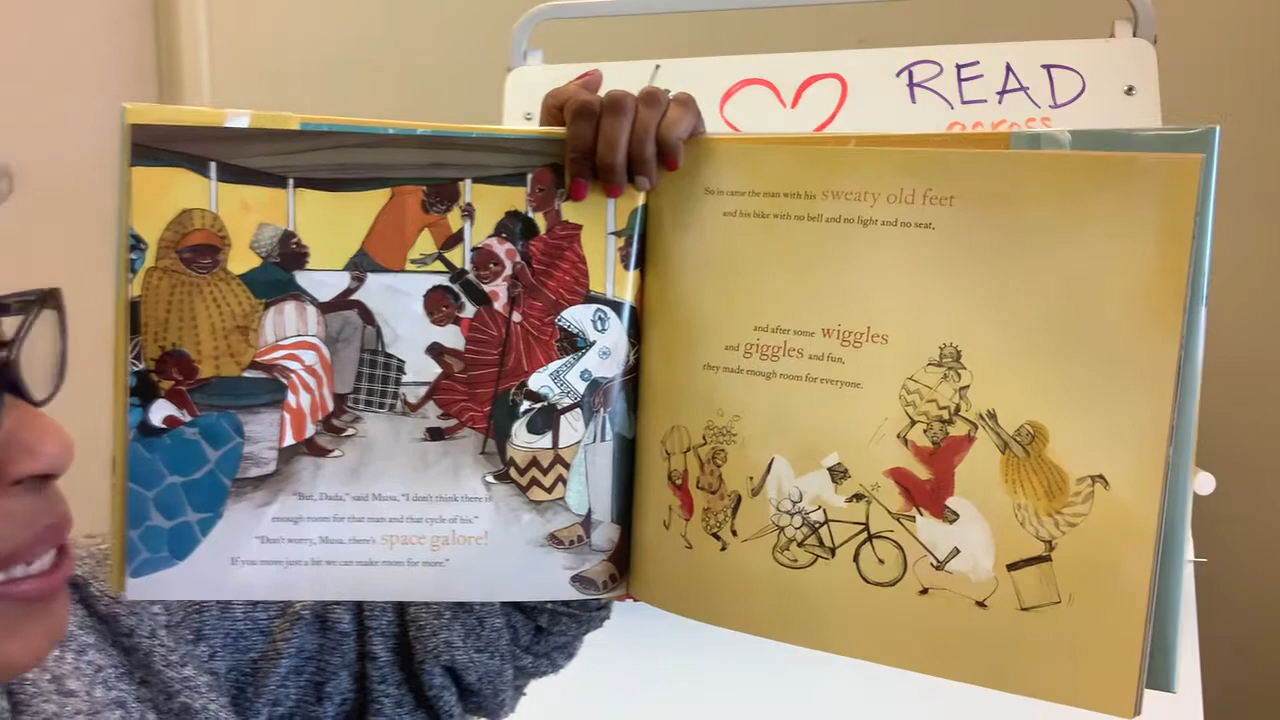 READ
across
"But, Dada," said Musa, "I don't think there is
enough room for that man and that cycle of his."
"Don't worry, Musa, there's space galore!
If you move just a bit we can make room for more."
So in came the man with his sweaty old feet
and his bike with no bell and no light and no seat,
and after some wiggles
and giggles and fun,
they made enough room for everyone.